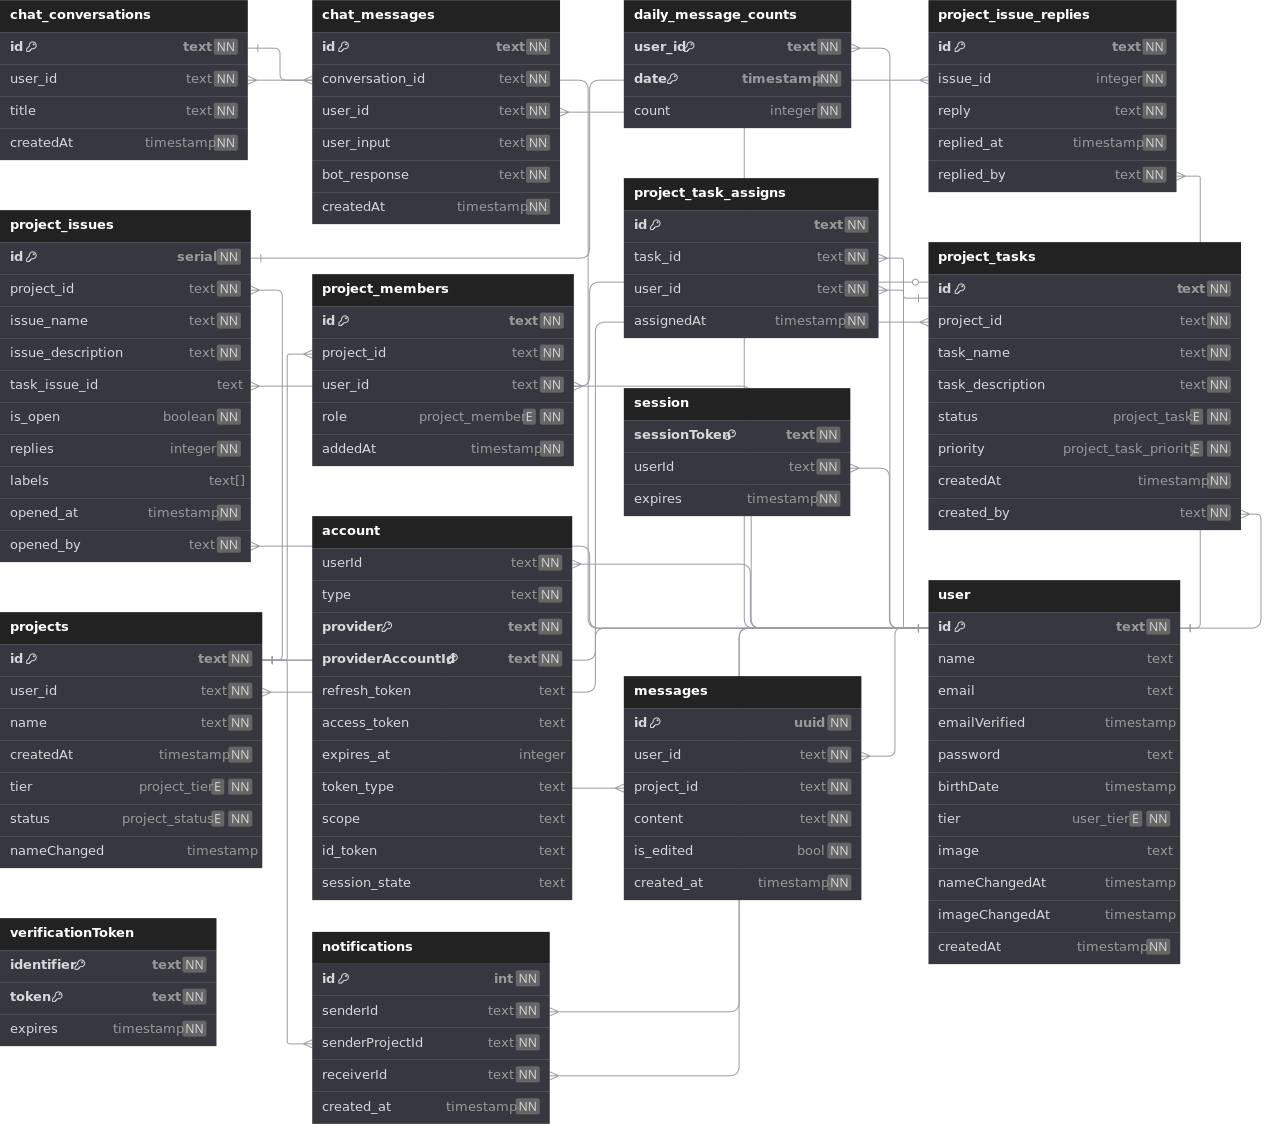 chat_conversations
id text NN
user_id text NN
title text NN
createdAt timestamp NN
chat_messages
id text NN
conversation_id text NN
user_id text NN
user_input text NN
bot_response text NN
createdAt timestamp NN
daily_message_counts
user_id text NN
date timestamp NN
count integer NN
project_issue_replies
id text NN
issue_id integer NN
reply text NN
replied_at timestamp NN
replied_by text NN
project_task_assigns
id text NN
task_id text NN
user_id text NN
assignedAt timestamp NN
project_issues
id serial NN
project_id text NN
issue_name text NN
issue_description text NN
task_issue_id text
is_open boolean NN
replies integer NN
labels text[]
opened_at timestamp NN
opened_by text NN
project_members
id text NN
project_id text NN
user_id text NN
role project_member E NN
addedAt timestamp NN
project_tasks
id text NN
project_id text NN
task_name text NN
task_description text NN
status project_task E NN
priority project_task_priority E NN
createdAt timestamp NN
created_by text NN
session
sessionToken text NN
userId text NN
expires timestamp NN
account
userId text NN
type text NN
provider text NN
providerAccountId text NN
refresh_token text
access_token text
expires_at integer
token_type text
scope text
id_token text
session_state text
user
id text NN
name text
email text
emailVerified timestamp
password text
birthDate timestamp
tier user_tier E NN
image text
nameChangedAt timestamp
imageChangedAt timestamp
createdAt timestamp NN
projects
id text NN
user_id text NN
name text NN
createdAt timestamp NN
tier project_tier E NN
status project_status E NN
nameChanged timestamp
messages
id uuid NN
user_id text NN
project_id text NN
content text NN
is_edited bool NN
created_at timestamp NN
verificationToken
identifier text NN
token text NN
expires timestamp NN
notifications
id int NN
senderId text NN
senderProjectId text NN
receiverId text NN
created_at timestamp NN